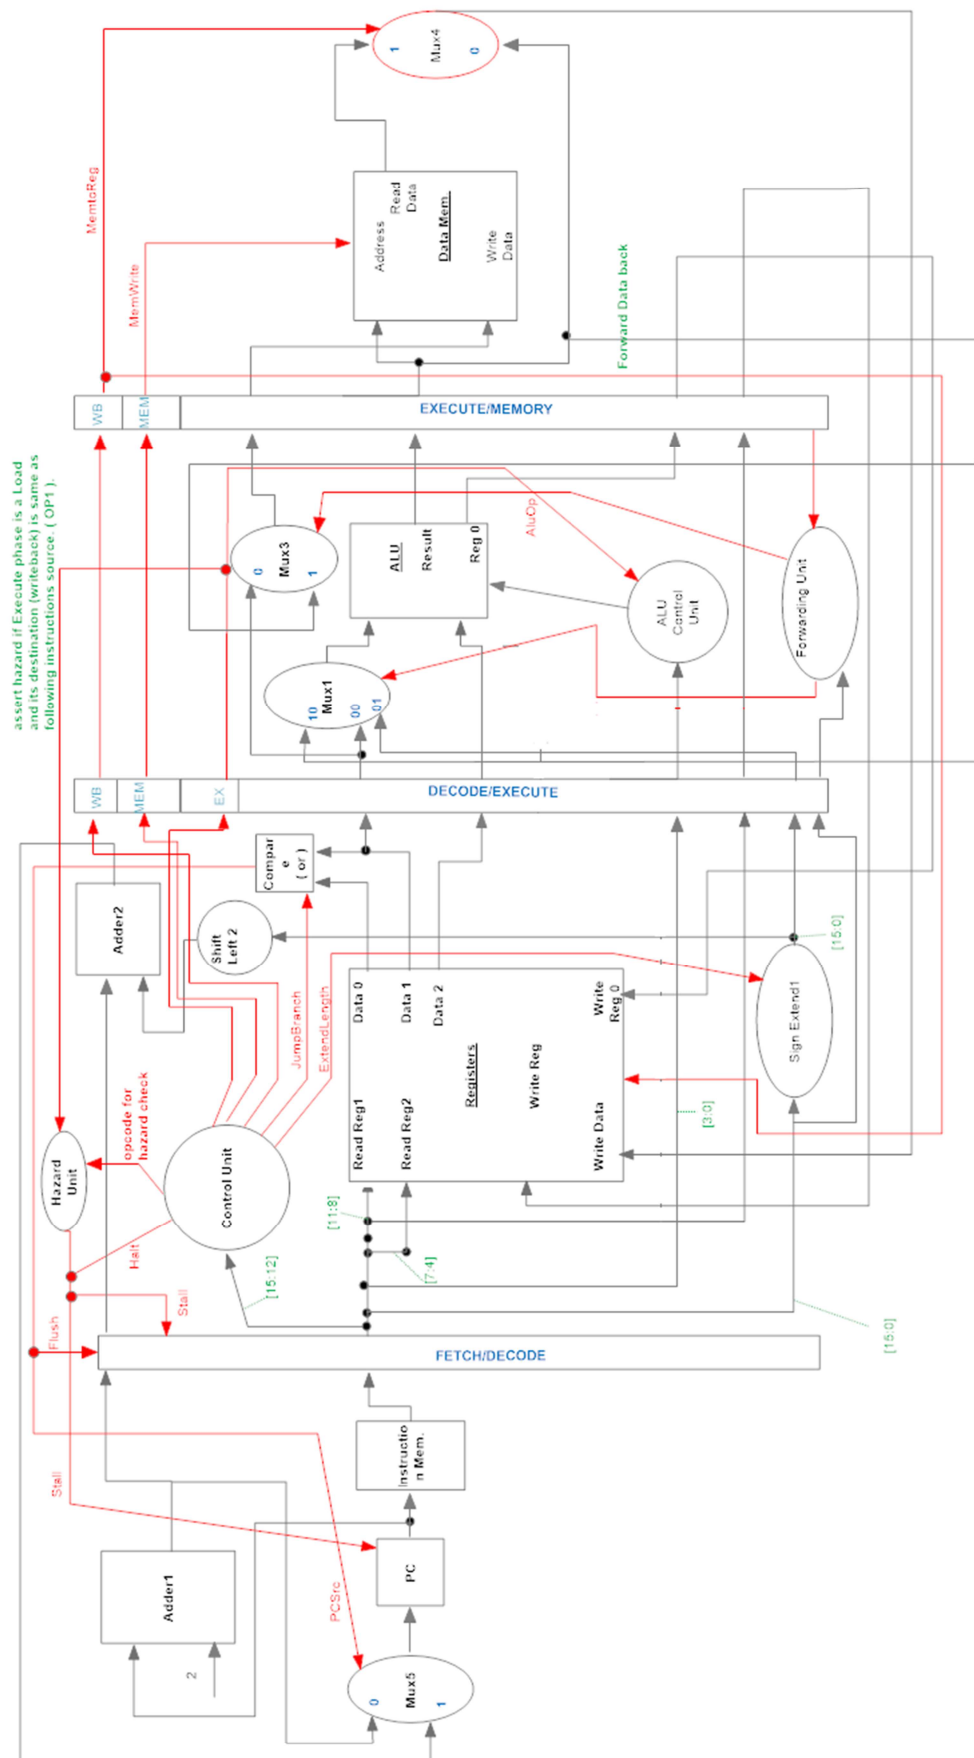 assert hazard if Execute phase is a Load
and its destination (writeback) is same as
following instructions source. ( OP1 ).
Stall
Flush
Stall
Halt
Hazard
Unit
opcode for
hazard check
Adder1
2
PCSrc
Mux5
0
1
PC
Instructio
n Mem.
FETCH/DECODE
[15:12]
[11:8]
[7:4]
[3:0]
[15:0]
[15:0]
Control Unit
JumpBranch
ExtendLength
Adder2
Shift
Left 2
Compar
e
( or )
Read Reg1
Read Reg2
Registers
Write Reg
Write Data
Write
Reg 0
Data 0
Data 1
Data 2
Sign Extend1
WB
MEM
EX
DECODE/EXECUTE
Mux1
10
00
01
Mux3
0
1
ALU
Result
Reg 0
AluOp
ALU
Control
Unit
Forwarding Unit
WB
MEM
EXECUTE/MEMORY
MemtoReg
MemWrite
Address
Read
Data
Data Mem.
Write
Data
Forward Data back
Mux4
1
0